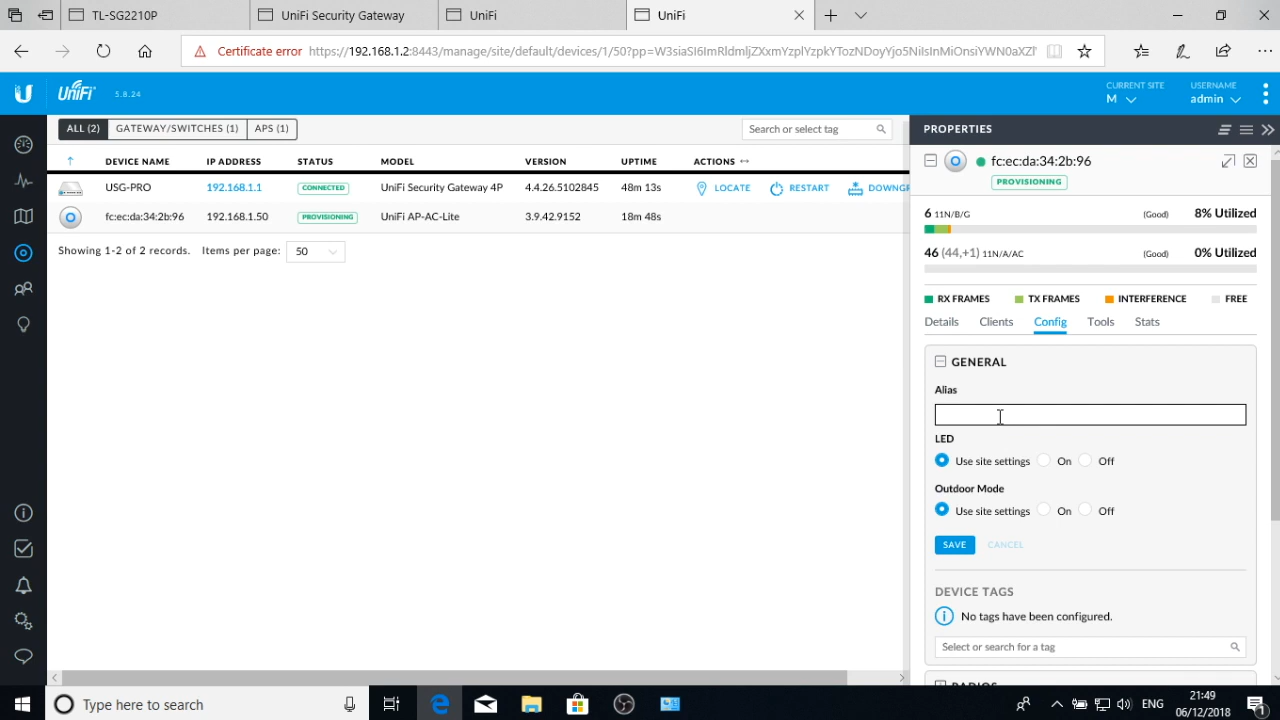 TL-SG2210P
UniFi Security Gateway
UniFi
UniFi
Certificate error https://192.168.1.2:8443/manage/site/default/devices/1/50?pp=
UniFi 5.8.24
CURRENT SITE
M
USERNAME
admin
ALL (2) GATEWAY/SWITCHES (1) APS (1)
Search or select tag
DEVICE NAME IP ADDRESS STATUS MODEL VERSION UPTIME ACTIONS
USG-PRO 192.168.1.1 CONNECTED UniFi Security Gateway 4P 4.4.26.5102845 48m 13s LOCATE RESTART DOWNGR
fc:ec:da:34:2b:96 192.168.1.50 PROVISIONING UniFi AP-AC-Lite 3.9.42.9152 18m 48s
Showing 1-2 of 2 records. Items per page: 50
PROPERTIES
fc:ec:da:34:2b:96
PROVISIONING
6 11N/B/G (Good) 8% Utilized
46 (44,+1) 11N/A/AC (Good) 0% Utilized
RX FRAMES TX FRAMES INTERFERENCE FREE
Details Clients Config Tools Stats
GENERAL
Alias
LED
Use site settings On Off
Outdoor Mode
Use site settings On Off
SAVE CANCEL
DEVICE TAGS
No tags have been configured.
Select or search for a tag
RADIOS
Type here to search
ENG
21:49
06/12/2018
1